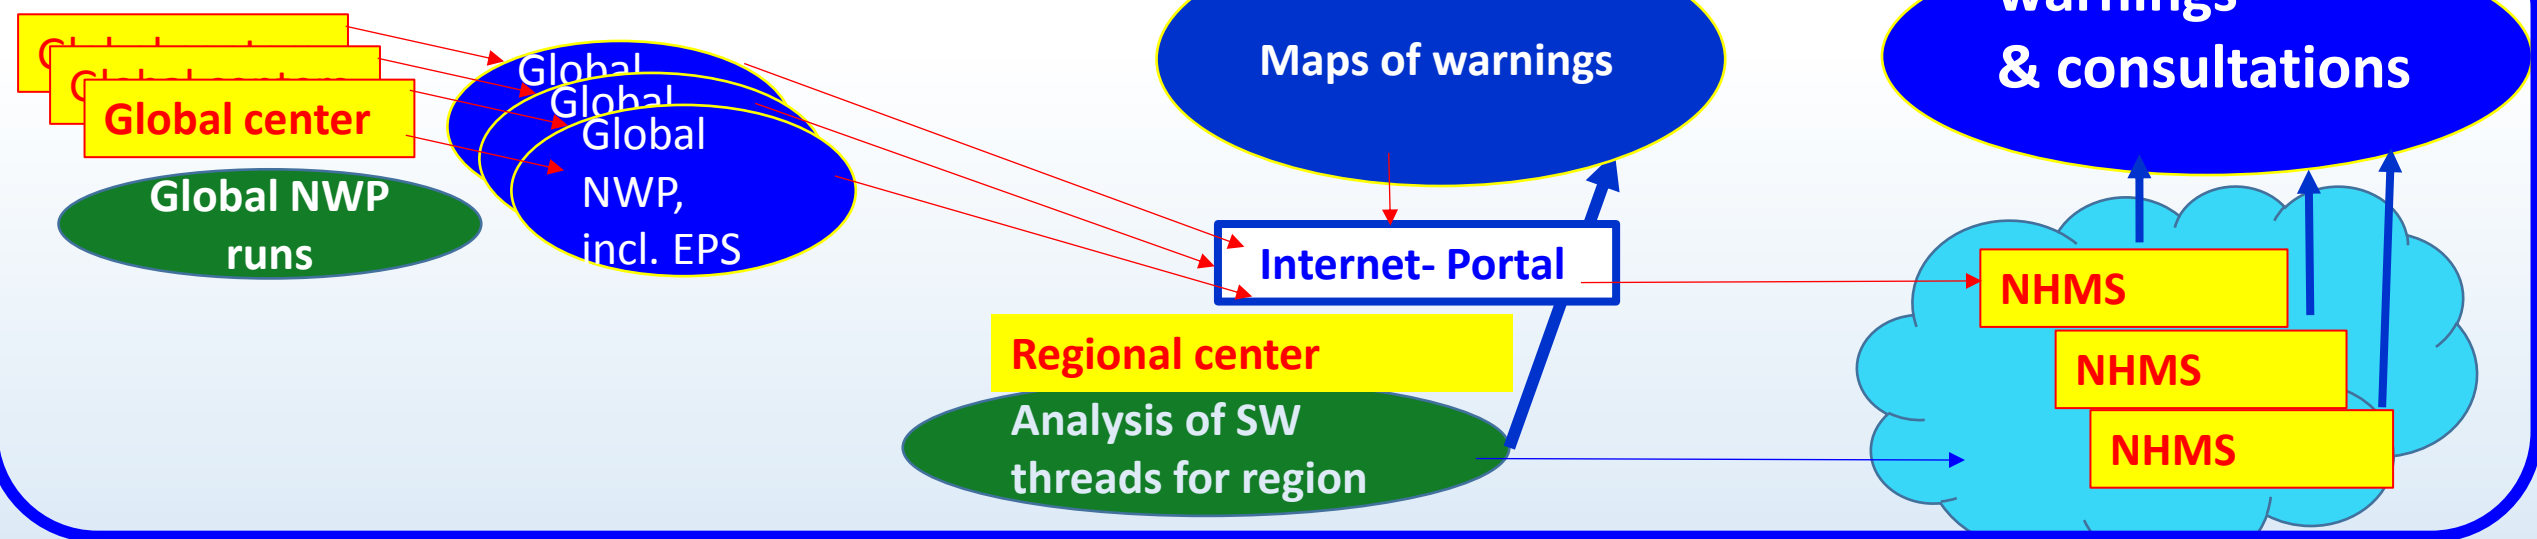 Global center
Global NWP
runs
Global
Global
Global
NWP,
incl. EPS
Maps of warnings
warnings
& consultations
Internet- Portal
Regional center
Analysis of SW
threads for region
NHMS
NHMS
NHMS